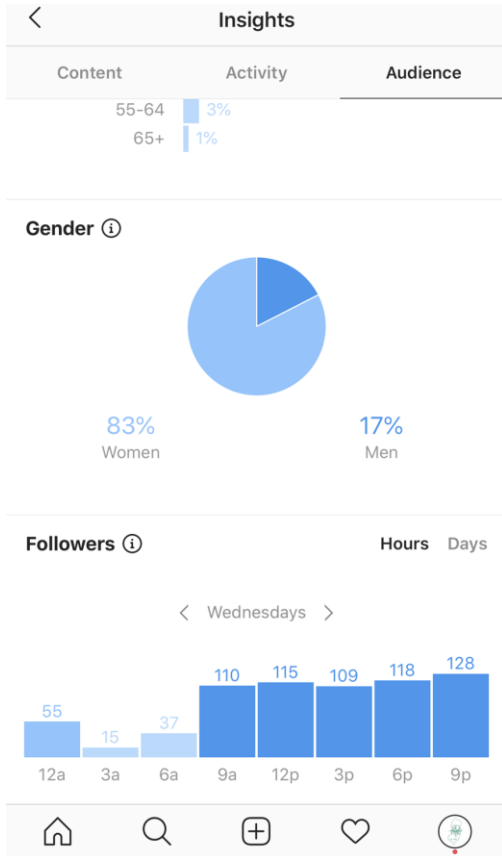 Insights
Content Activity Audience
55-64 3%
65+ 1%
Gender
83% 17%
Women Men
Followers Hours Days
Wednesdays
55 15 37 110 115 109 118 128
12a 3a 6a 9a 12p 3p 6p 9p